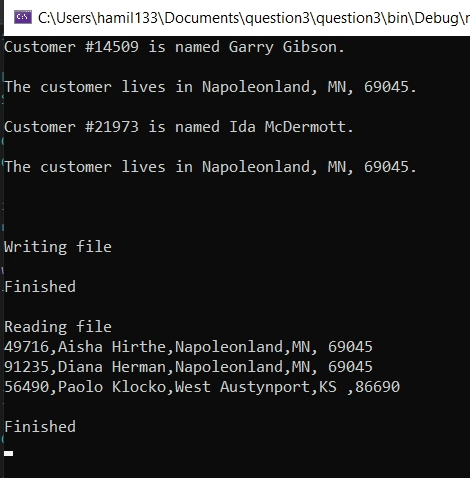 C:\Users\hamil133\Documents\question3\question3\bin\Debug\
Customer #14509 is named Garry Gibson.
The customer lives in Napoleonland, MN, 69045.
Customer #21973 is named Ida McDermott.
The customer lives in Napoleonland, MN, 69045.
Writing file
Finished
Reading file
49716,Aisha Hirthe,Napoleonland,MN, 69045
91235,Diana Herman,Napoleonland,MN, 69045
56490,Paolo Klocko,West Austynport,KS ,86690
Finished